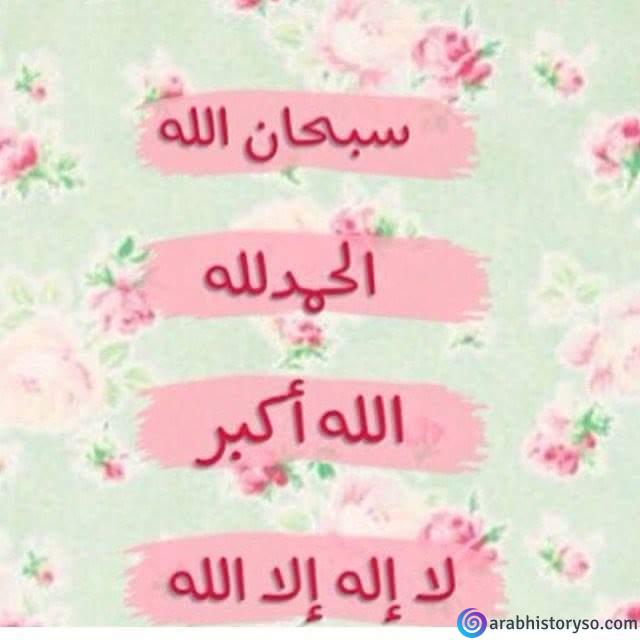 سبحان الله
الحمدلله
الله أكبر
لا إله إلا الله
arabhistoryso.com